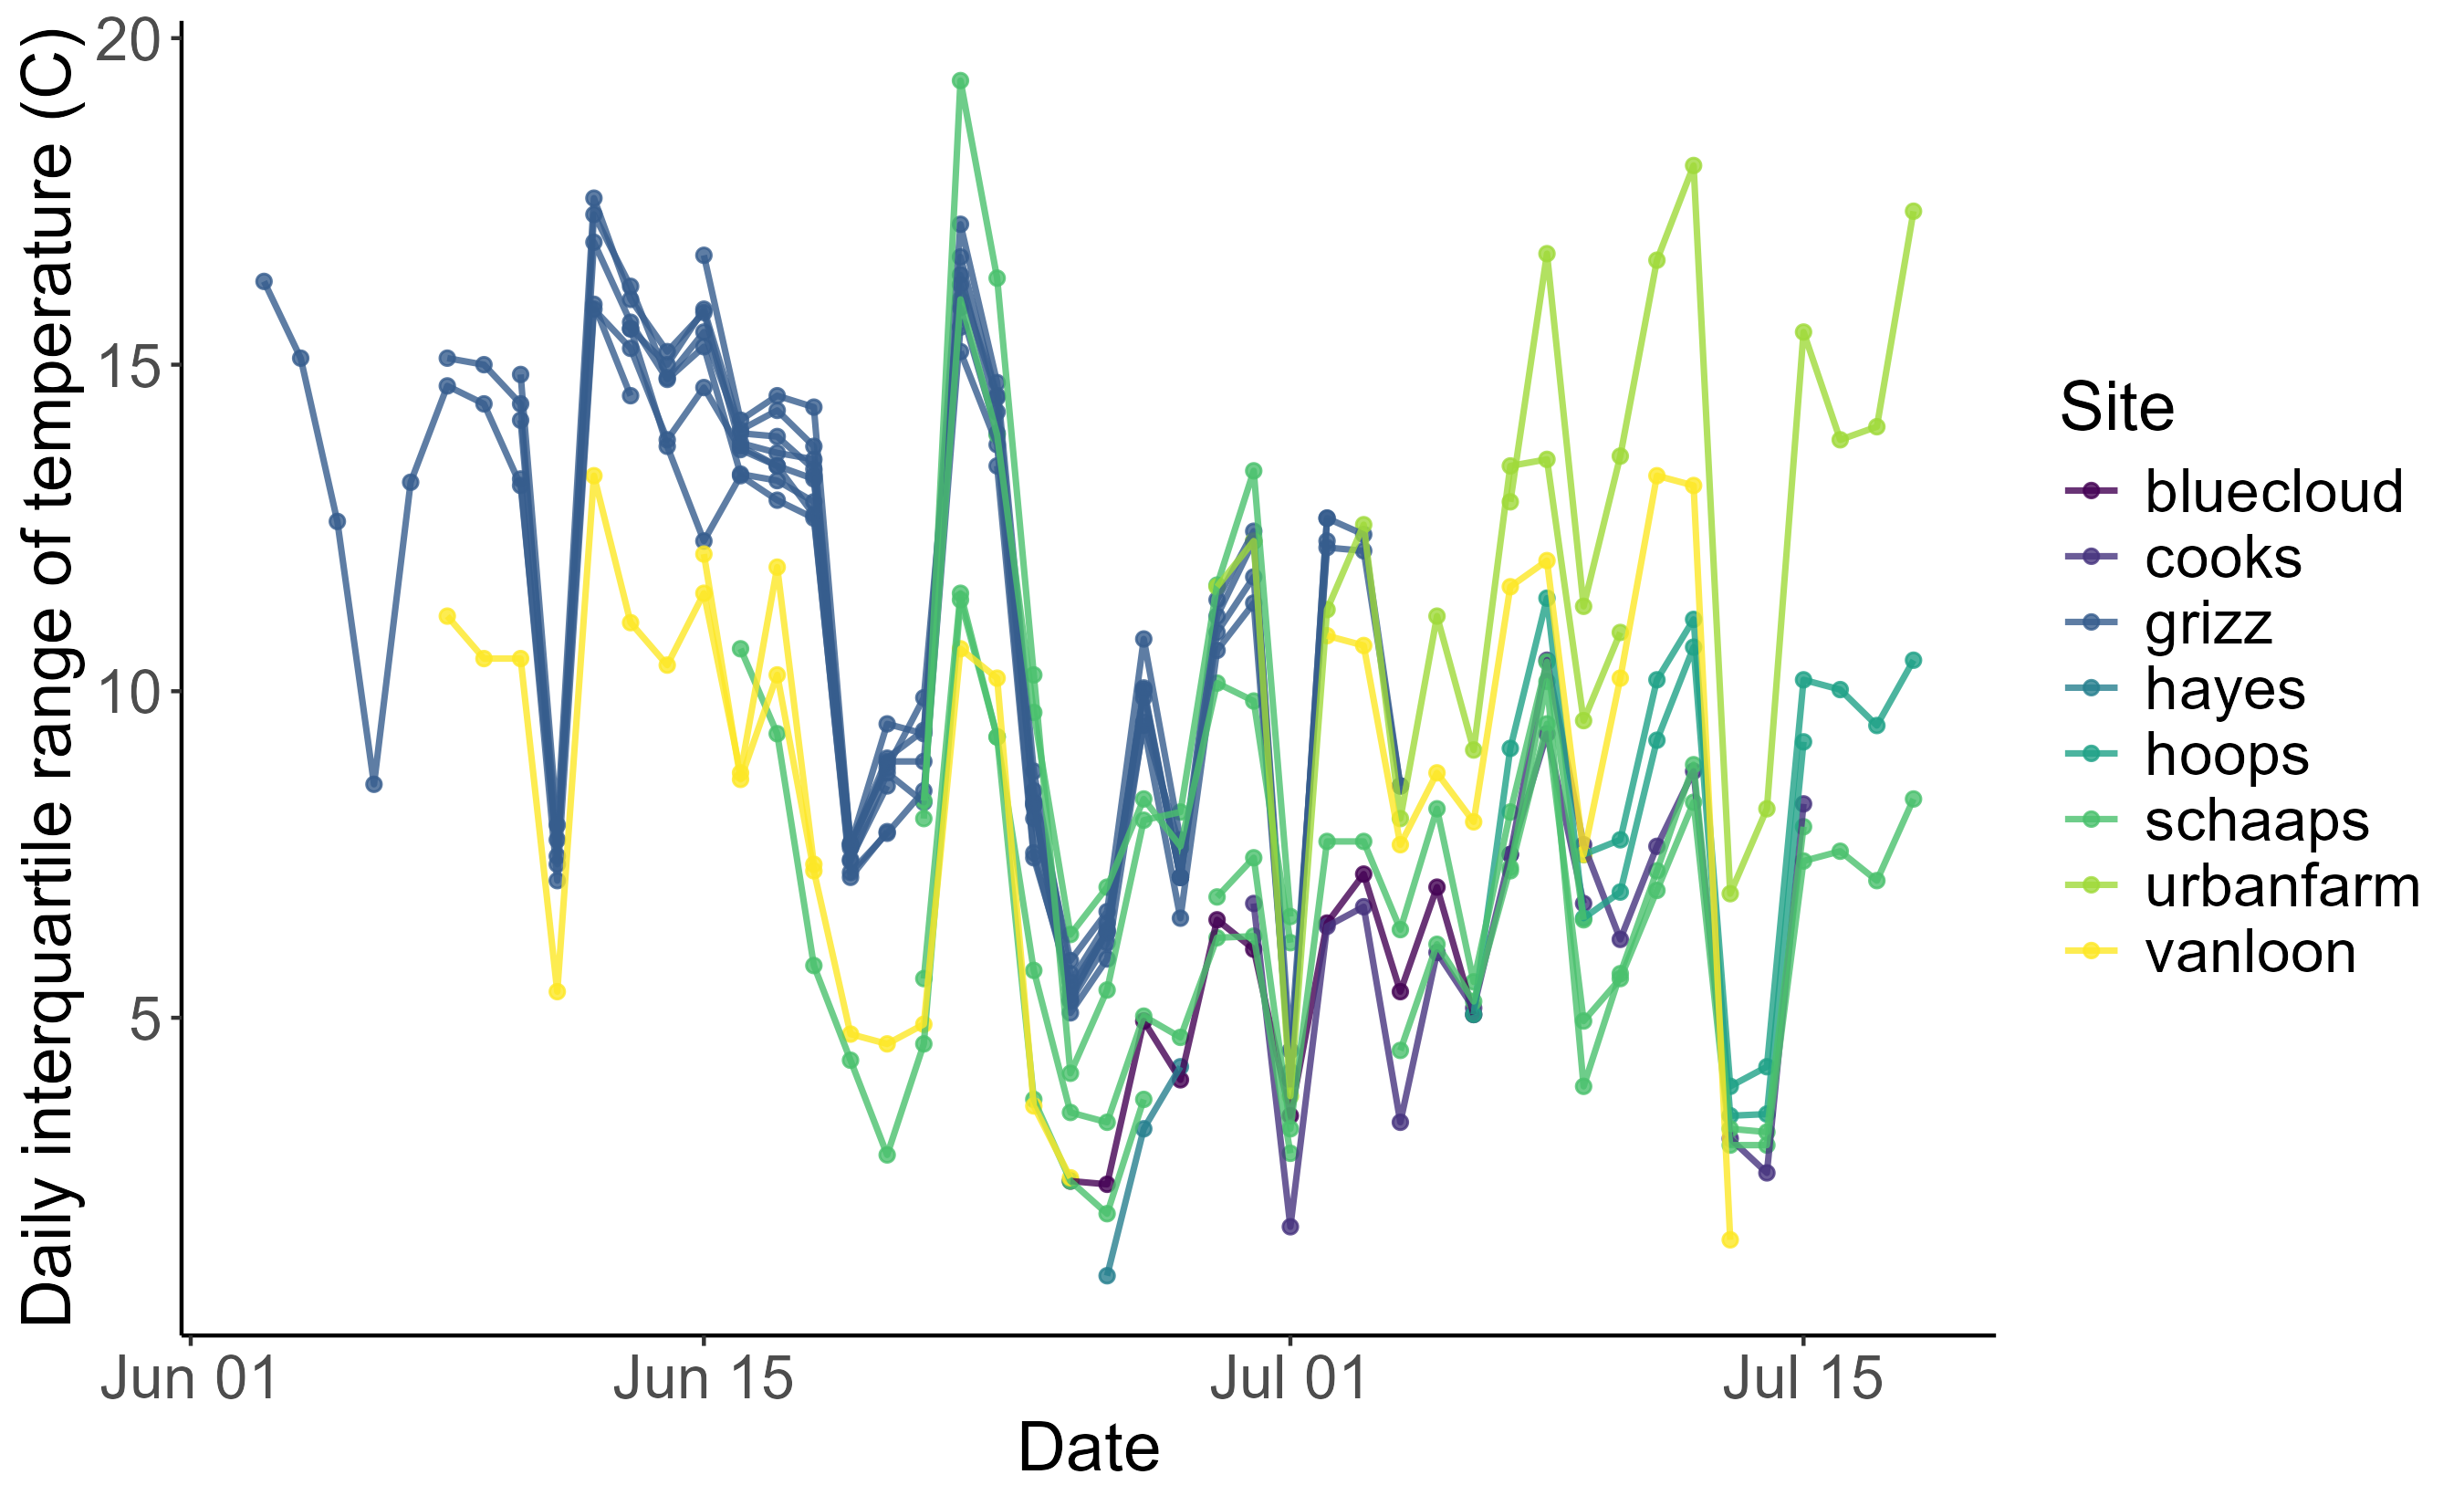 Daily interquartile range of temperature (C)
20
15
10
5
Jun 01
Jun 15
Jul 01
Jul 15
Date
Site
bluecloud
cooks
grizz
hayes
hoops
schaaps
urbanfarm
vanloon